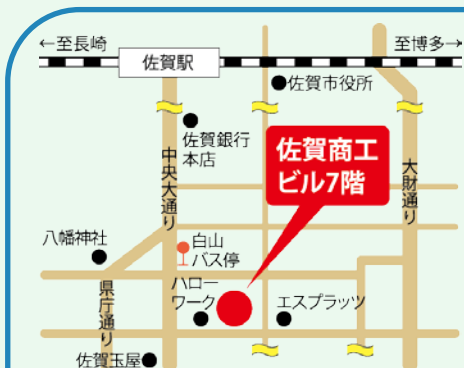 ←至長崎
至博多→
佐賀駅
佐賀市役所
佐賀銀行
本店
佐賀商工
ビル7階
中央大通り
大財通り
八幡神社
白山
バス停
ハロー
ワーク
エスプラッツ
県庁通り
佐賀玉屋